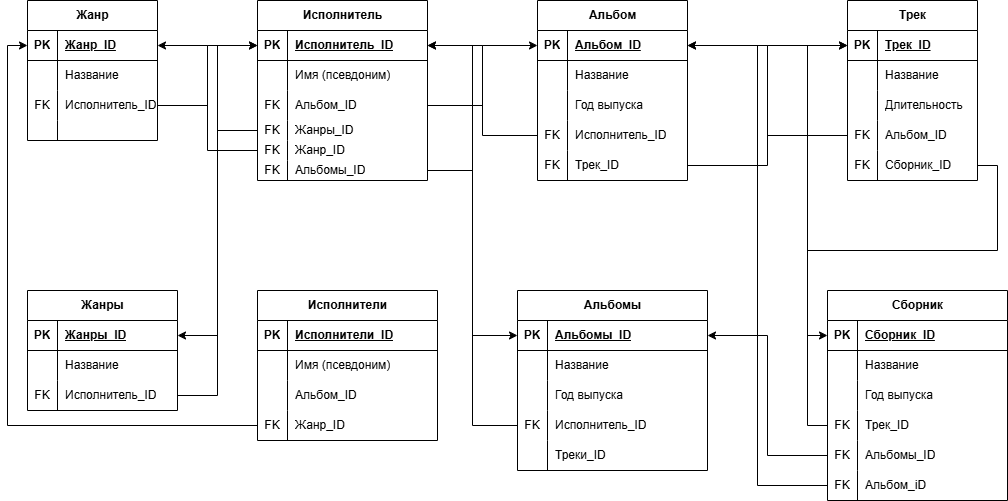 Жанр
PK Жанр_ID
Название
FK Исполнитель_ID
Исполнитель
PK Исполнитель_ID
Имя (псевдоним)
FK Альбом_ID
FK Жанры_ID
FK Жанр_ID
FK Альбомы_ID
Альбом
PK Альбом_ID
Название
Год выпуска
FK Исполнитель_ID
FK Трек_ID
Трек
PK Трек_ID
Название
Длительность
FK Альбом_ID
FK Сборник_ID
Жанры
PK Жанры_ID
Название
FK Исполнитель_ID
Исполнители
PK Исполнители_ID
Имя (псевдоним)
Альбом_ID
FK Жанр_ID
Альбомы
PK Альбомы_ID
Название
Год выпуска
FK Исполнитель_ID
Треки_ID
Сборник
PK Сборник_ID
Название
Год выпуска
FK Трек_ID
FK Альбомы_ID
FK Альбом_iD